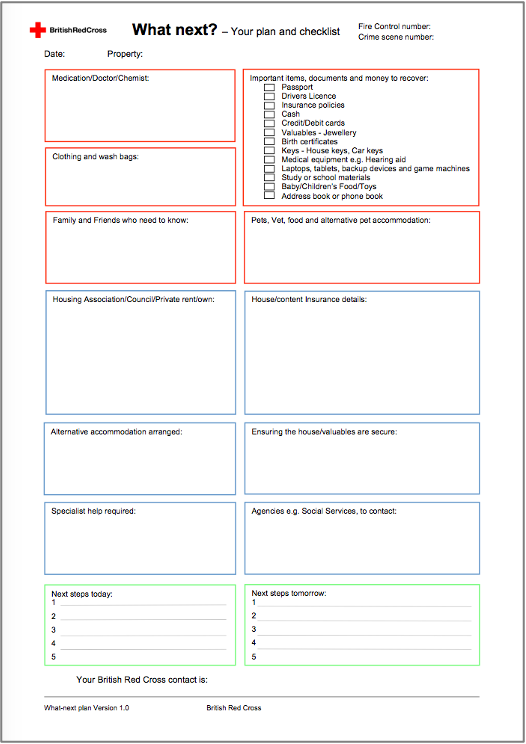 BritishRedCross
What next? – Your plan and checklist
Fire Control number:
Crime scene number:
Date: Property:
Medication/Doctor/Chemist:
Important items, documents and money to recover:
Passport
Drivers Licence
Insurance policies
Cash
Credit/Debit cards
Valuables - Jewellery
Birth certificates
Keys - House keys, Car keys
Medical equipment e.g. Hearing aid
Laptops, tablets, backup devices and game machines
Study or school materials
Baby/Children's Food/Toys
Address book or phone book
Clothing and wash bags:
Family and Friends who need to know:
Pets, Vet, food and alternative pet accommodation:
Housing Association/Council/Private rent/own:
House/content Insurance details:
Alternative accommodation arranged:
Ensuring the house/valuables are secure:
Specialist help required:
Agencies e.g. Social Services, to contact:
Next steps today:
1
2
3
4
5
Next steps tomorrow:
1
2
3
4
5
Your British Red Cross contact is:
What-next plan Version 1.0 British Red Cross